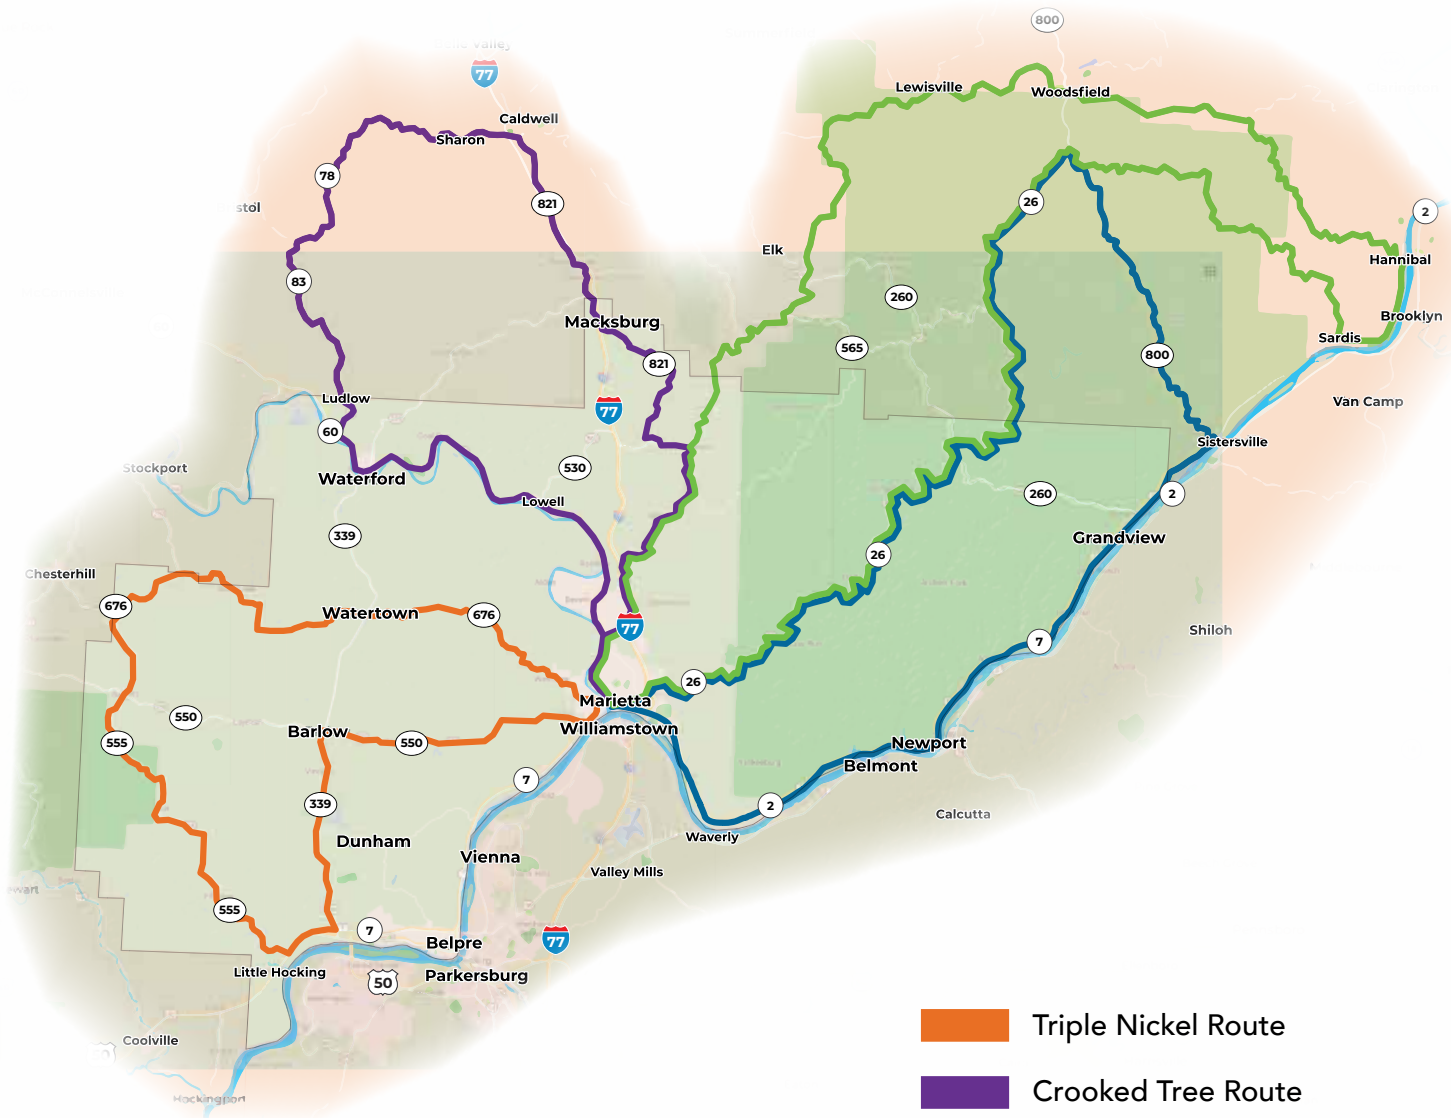 800
77
Lewisville
Woodsfield
Caldwell
Sharon
78
821
26
2
stol
Elk
Hannibal
83
260
Brooklyn
Macksburg
Sardis
565
800
821
Ludlow
77
Van Camp
60
Sistersville
Stockport
530
Waterford
260
2
Lowell
339
Grandview
26
Chesterhill
676
Watertown
676
77
Shiloh
7
26
Marietta
550
Williamstown
Barlow
550
555
Newport
Belmont
7
339
2
Calcutta
Waverly
Dunham
Vienna
Valley Mills
555
7
77
Belpre
Little Hocking
Parkersburg
50
Triple Nickel Route
Coolville
Crooked Tree Route
Hockingport